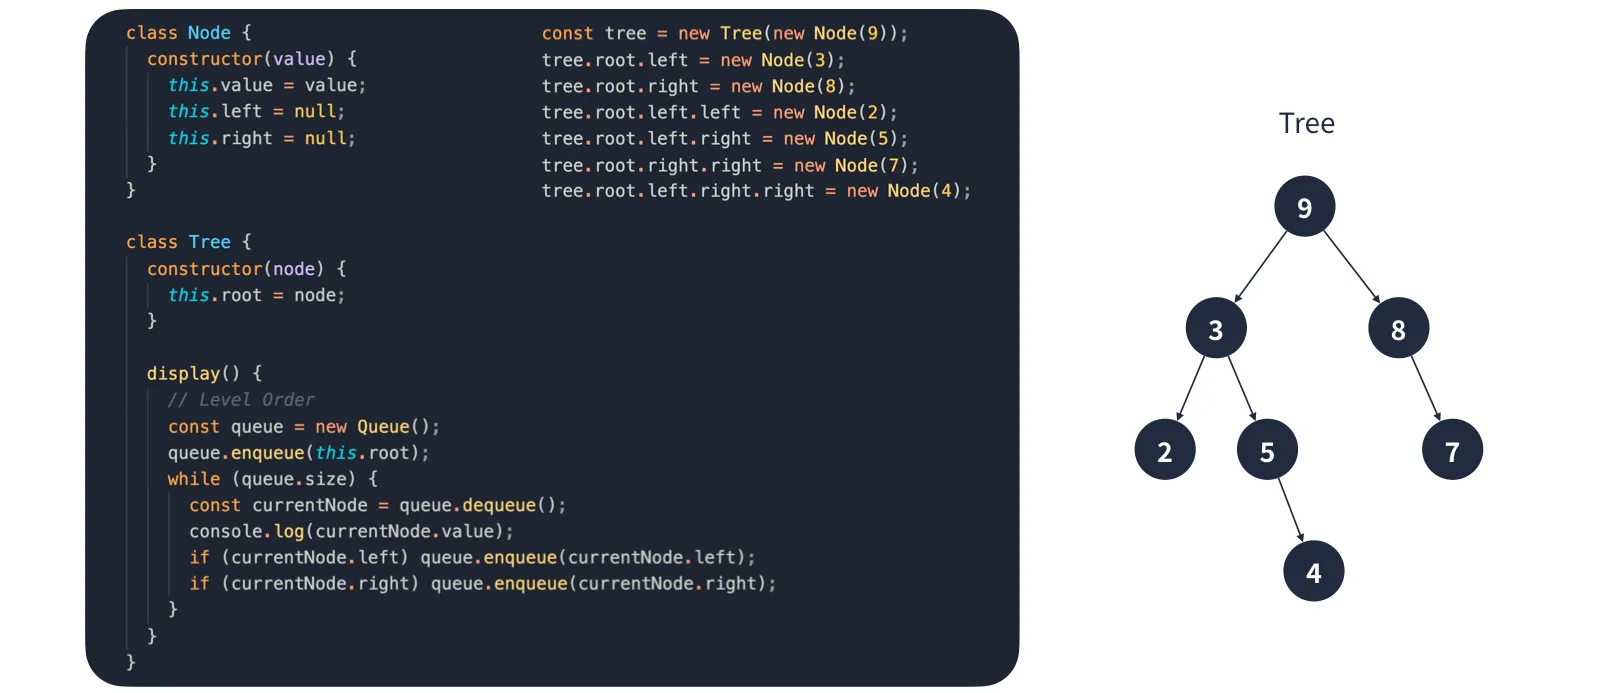 class Node {
  constructor(value) {
    this.value = value;
    this.left = null;
    this.right = null;
  }
}

class Tree {
  constructor(node) {
    this.root = node;
  }

  display() {
    // Level Order
    const queue = new Queue();
    queue.enqueue(this.root);
    while (queue.size) {
      const currentNode = queue.dequeue();
      console.log(currentNode.value);
      if (currentNode.left) queue.enqueue(currentNode.left);
      if (currentNode.right) queue.enqueue(currentNode.right);
    }
  }
}
const tree = new Tree(new Node(9));
tree.root.left = new Node(3);
tree.root.right = new Node(8);
tree.root.left.left = new Node(2);
tree.root.left.right = new Node(5);
tree.root.right.right = new Node(7);
tree.root.left.right.right = new Node(4);
Tree
9
3 8
2 5 7
4